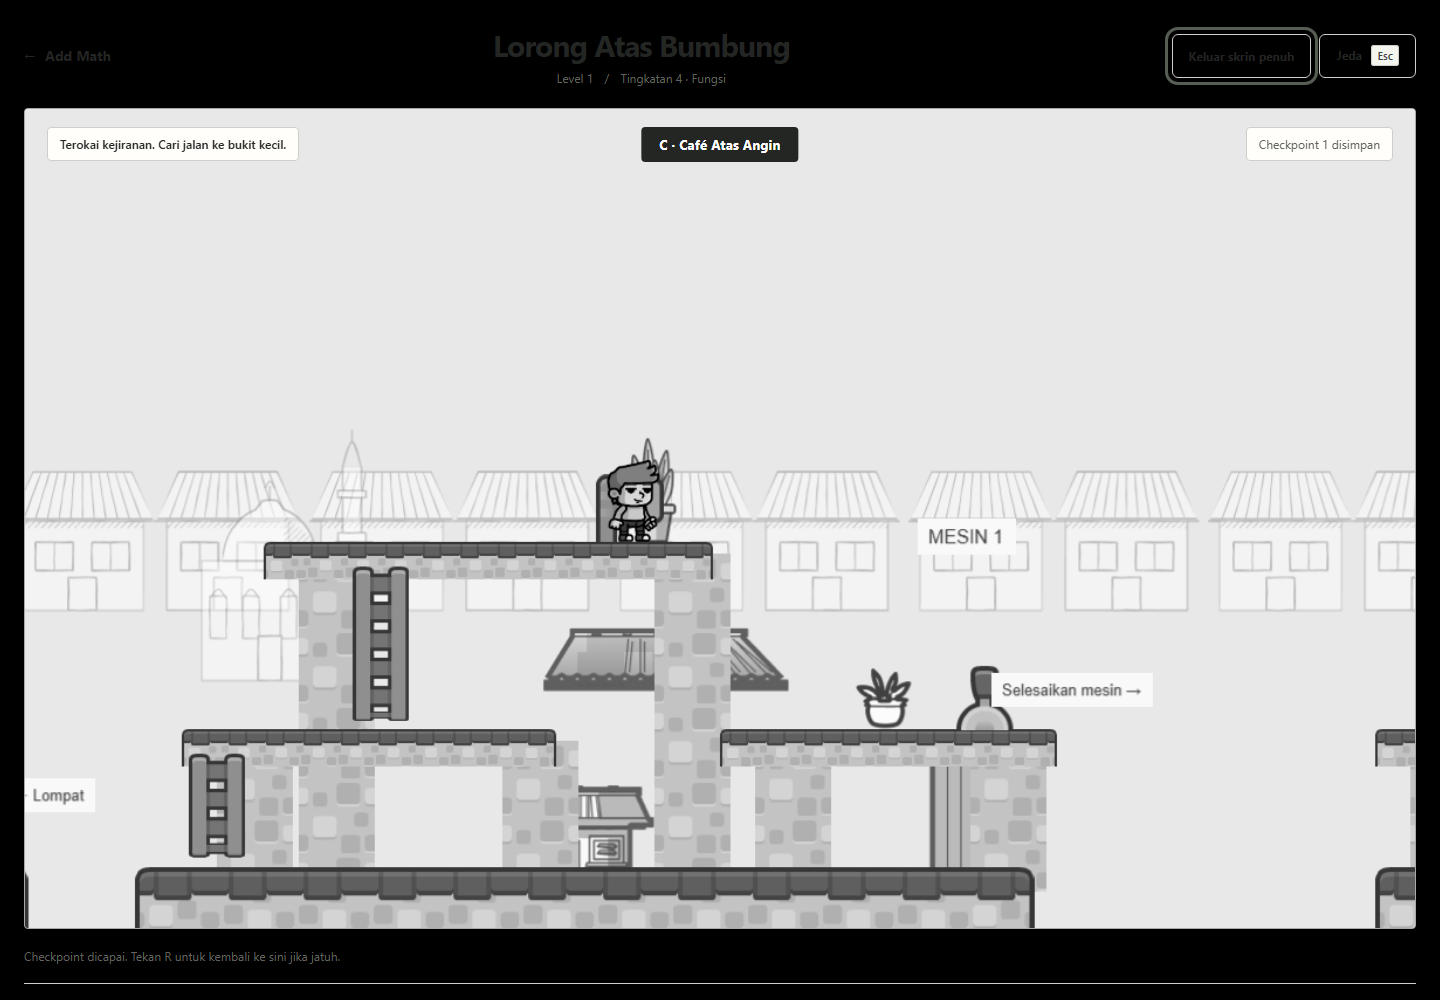 ← Add Math
Lorong Atas Bumbung
Level 1 / Tingkatan 4 · Fungsi
Keluar skrin penuh
Jeda Esc
Terokai kejiranan. Cari jalan ke bukit kecil.
C · Café Atas Angin
Checkpoint 1 disimpan
MESIN 1
Selesaikan mesin →
Lompat
Checkpoint dicapai. Tekan R untuk kembali ke sini jika jatuh.